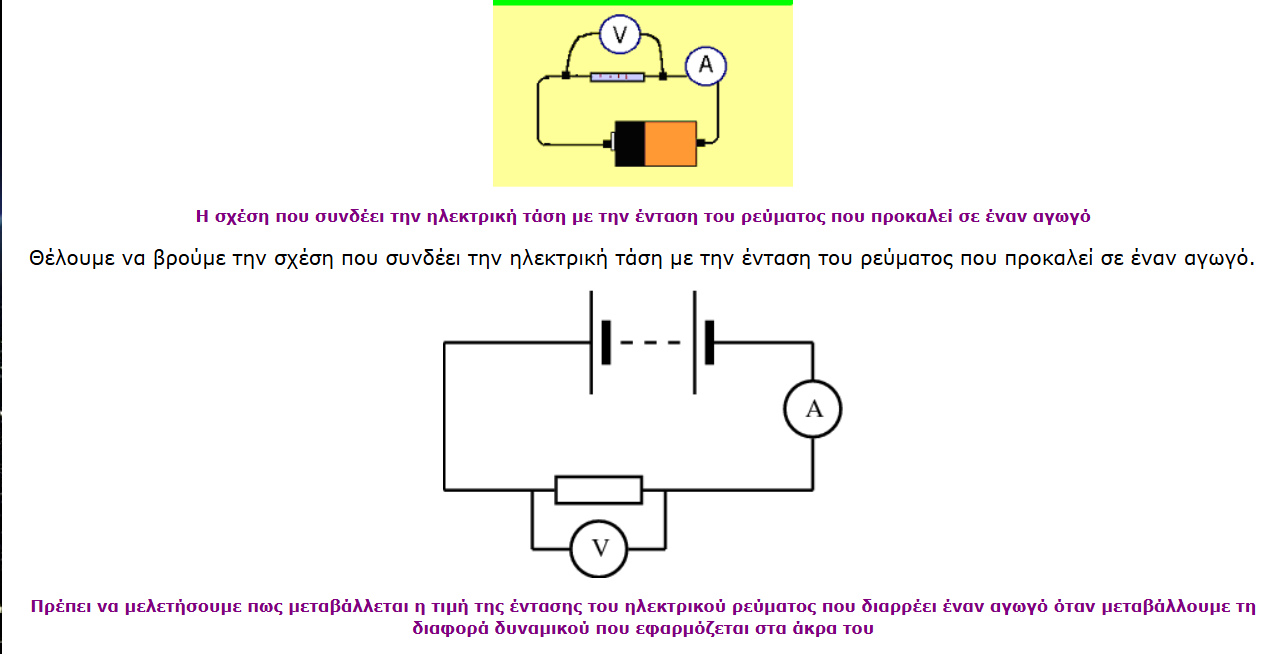 V
A
Η σχέση που συνδέει την ηλεκτρική τάση με την ένταση του ρεύματος που προκαλεί σε έναν αγωγό
Θέλουμε να βρούμε την σχέση που συνδέει την ηλεκτρική τάση με την ένταση του ρεύματος που προκαλεί σε έναν αγωγό.
A
V
Πρέπει να μελετήσουμε πως μεταβάλλεται η τιμή της έντασης του ηλεκτρικού ρεύματος που διαρρέει έναν αγωγό όταν μεταβάλλουμε τη
διαφορά δυναμικού που εφαρμόζεται στα άκρα του